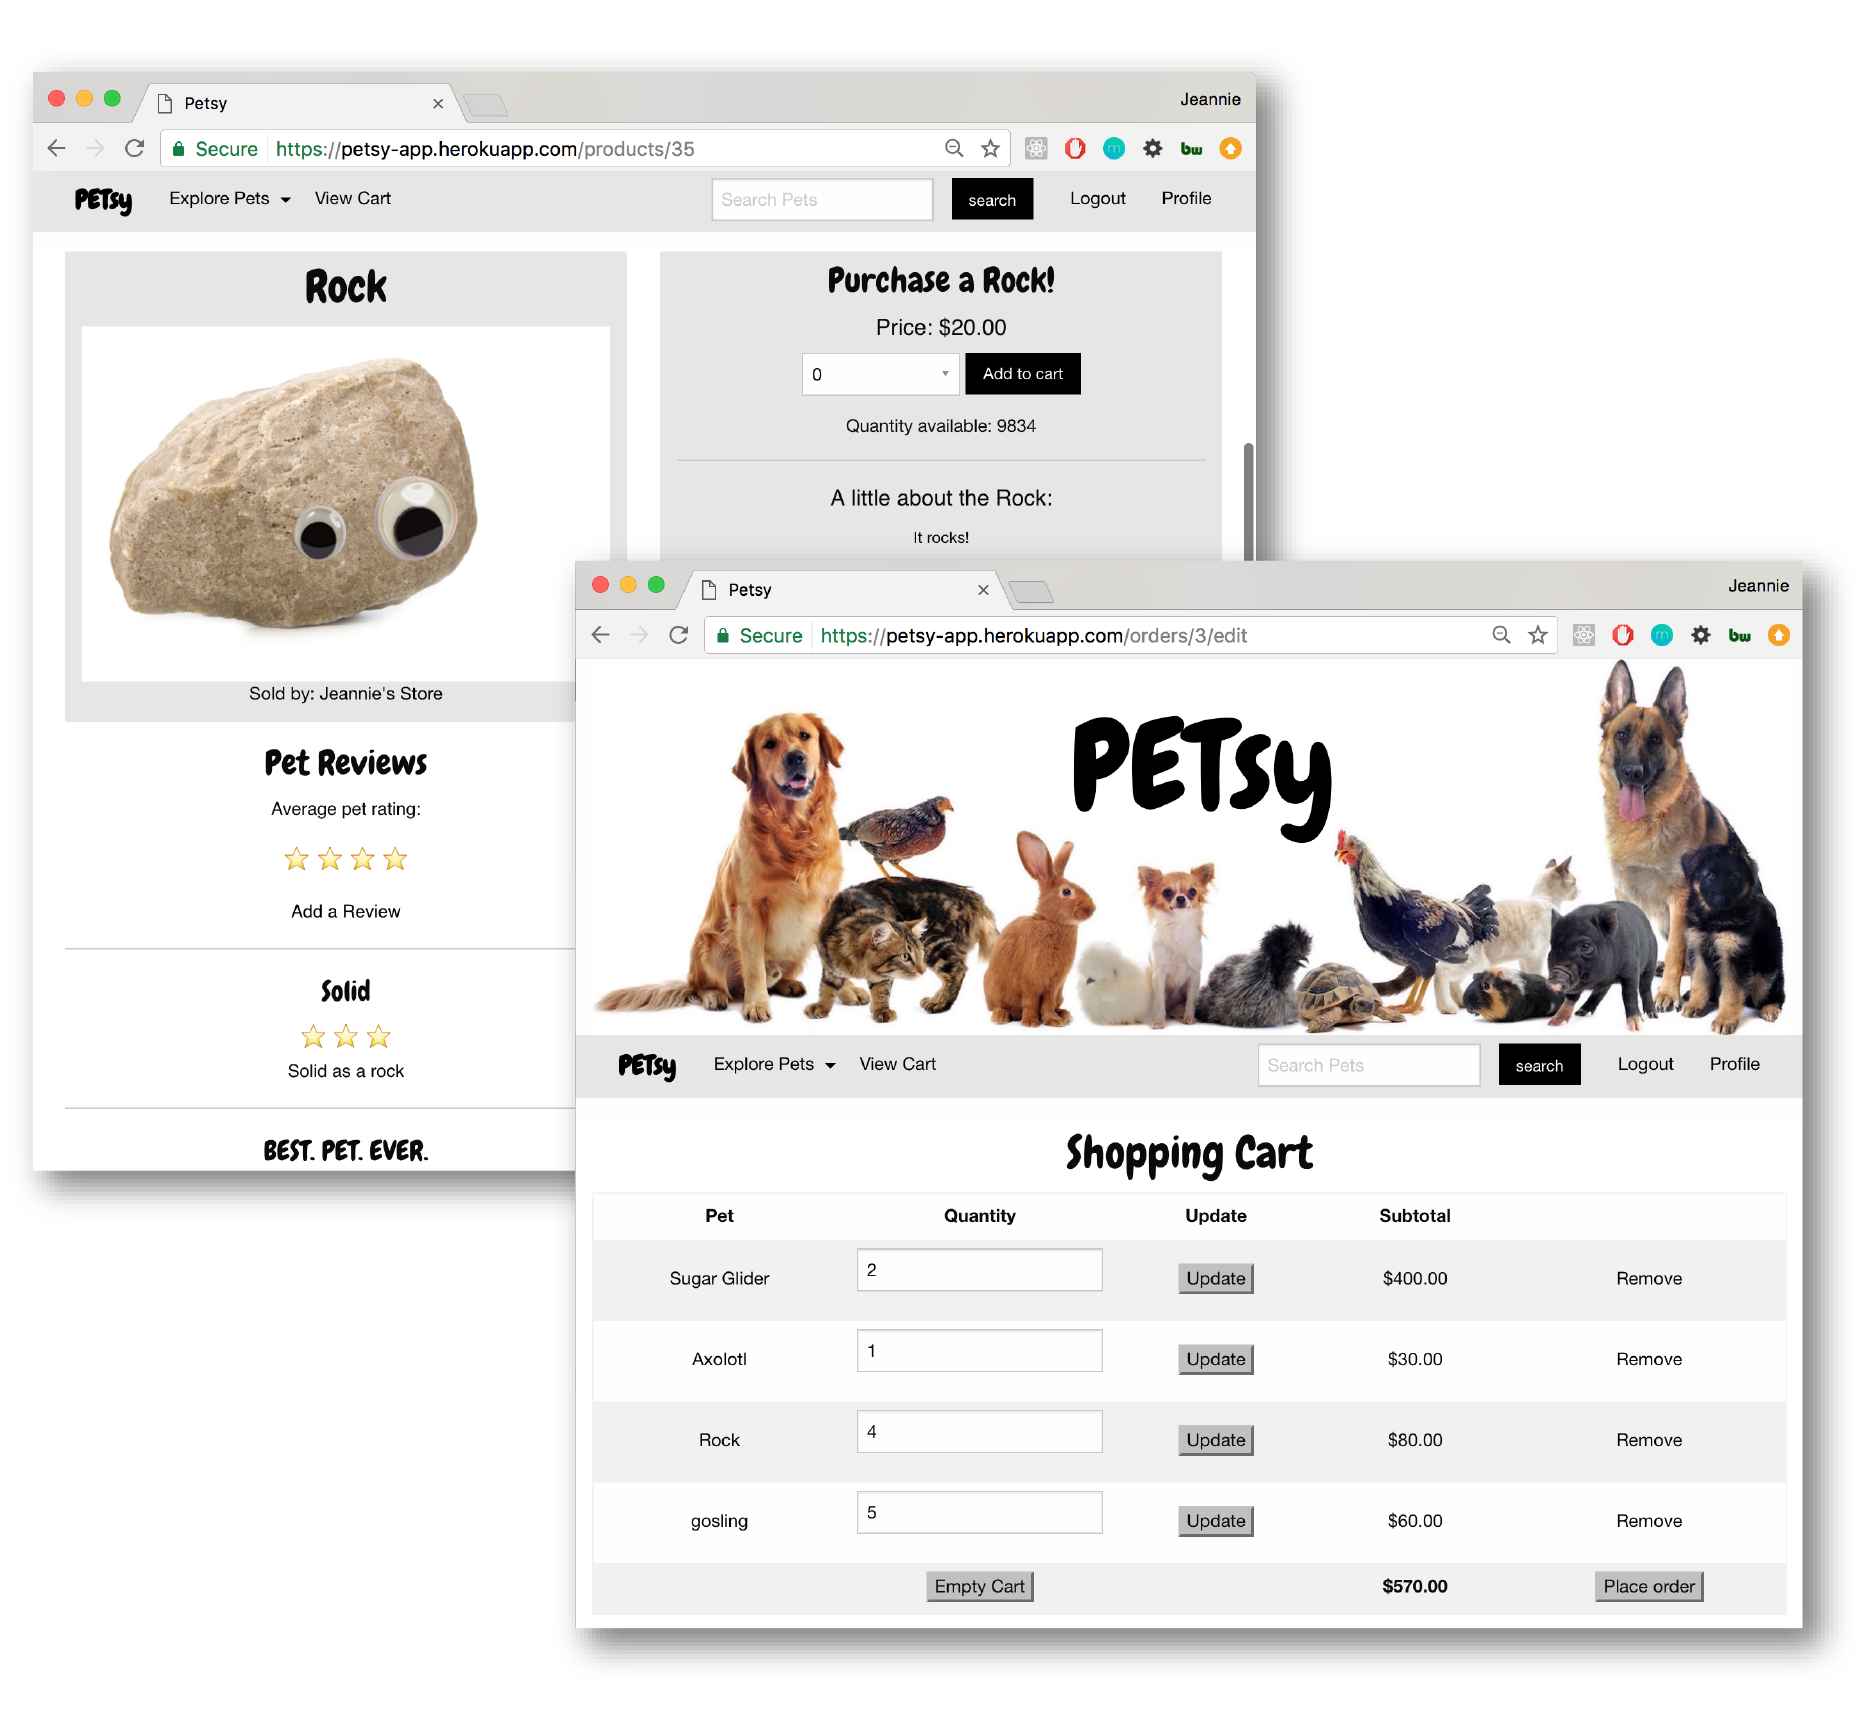 Petsy
Jeannie
Secure https://petsy-app.herokuapp.com/products/35
PETsy Explore Pets View Cart Search Pets search Logout Profile
Rock
Sold by: Jeannie's Store
Pet Reviews
Average pet rating:
Add a Review
Solid
Solid as a rock
BEST. PET. EVER.
Purchase a Rock!
Price: $20.00
0 Add to cart
Quantity available: 9834
A little about the Rock:
It rocks!
Petsy
Jeannie
Secure https://petsy-app.herokuapp.com/orders/3/edit
PETsy
PETsy Explore Pets View Cart Search Pets search Logout Profile
Shopping Cart
Pet Quantity Update Subtotal
Sugar Glider 2 Update $400.00 Remove
Axolotl 1 Update $30.00 Remove
Rock 4 Update $80.00 Remove
gosling 5 Update $60.00 Remove
Empty Cart $570.00 Place order